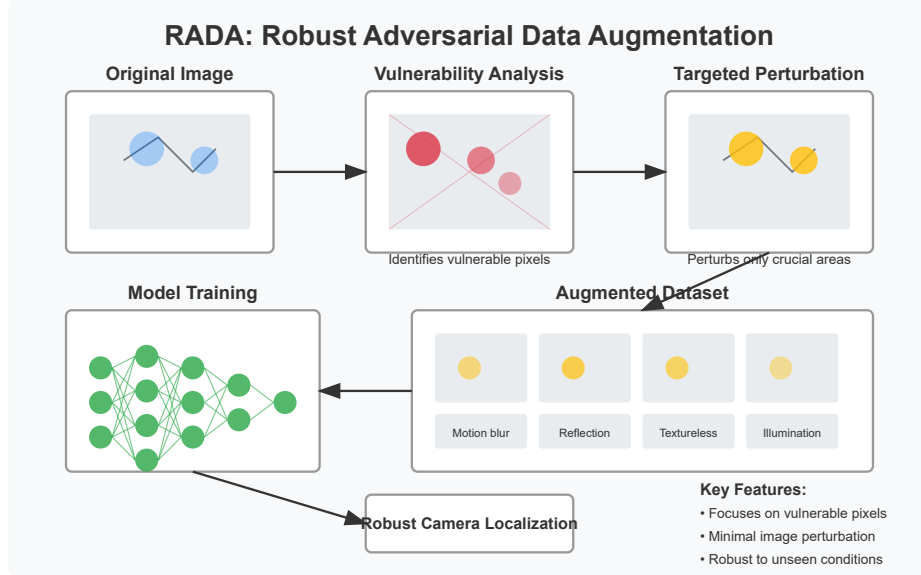 RADA: Robust Adversarial Data Augmentation
Original Image
Vulnerability Analysis
Targeted Perturbation
Identifies vulnerable pixels
Perturbs only crucial areas
Model Training
Augmented Dataset
Motion blur
Reflection
Textureless
Illumination
Robust Camera Localization
Key Features:
• Focuses on vulnerable pixels
• Minimal image perturbation
• Robust to unseen conditions